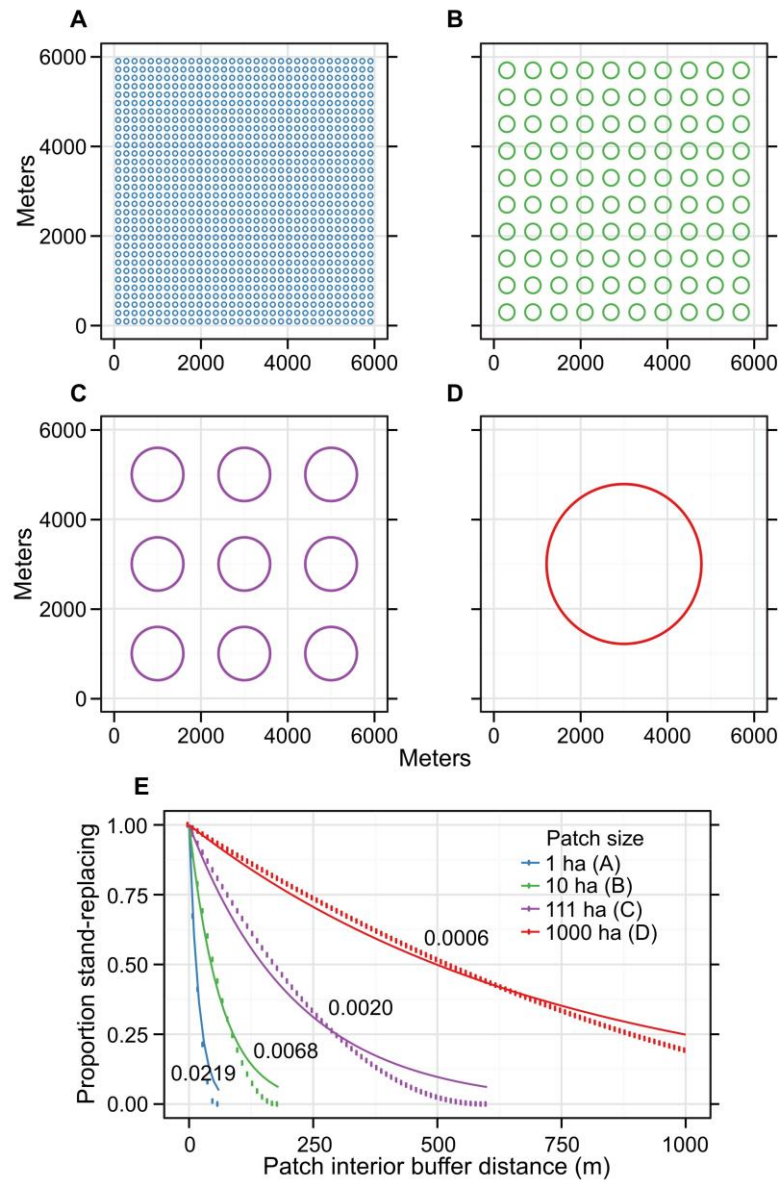 A
B
6000
4000
2000
0
Meters
0 2000 4000 6000
0 2000 4000 6000
C
D
6000
4000
2000
0
Meters
0 2000 4000 6000
0 2000 4000 6000
Meters
E
1.00
0.75
0.50
0.25
0.00
Proportion stand-replacing
Patch size
1 ha (A)
10 ha (B)
111 ha (C)
1000 ha (D)
0.0006
0.0020
0.0068
0.0219
0 250 500 750 1000
Patch interior buffer distance (m)